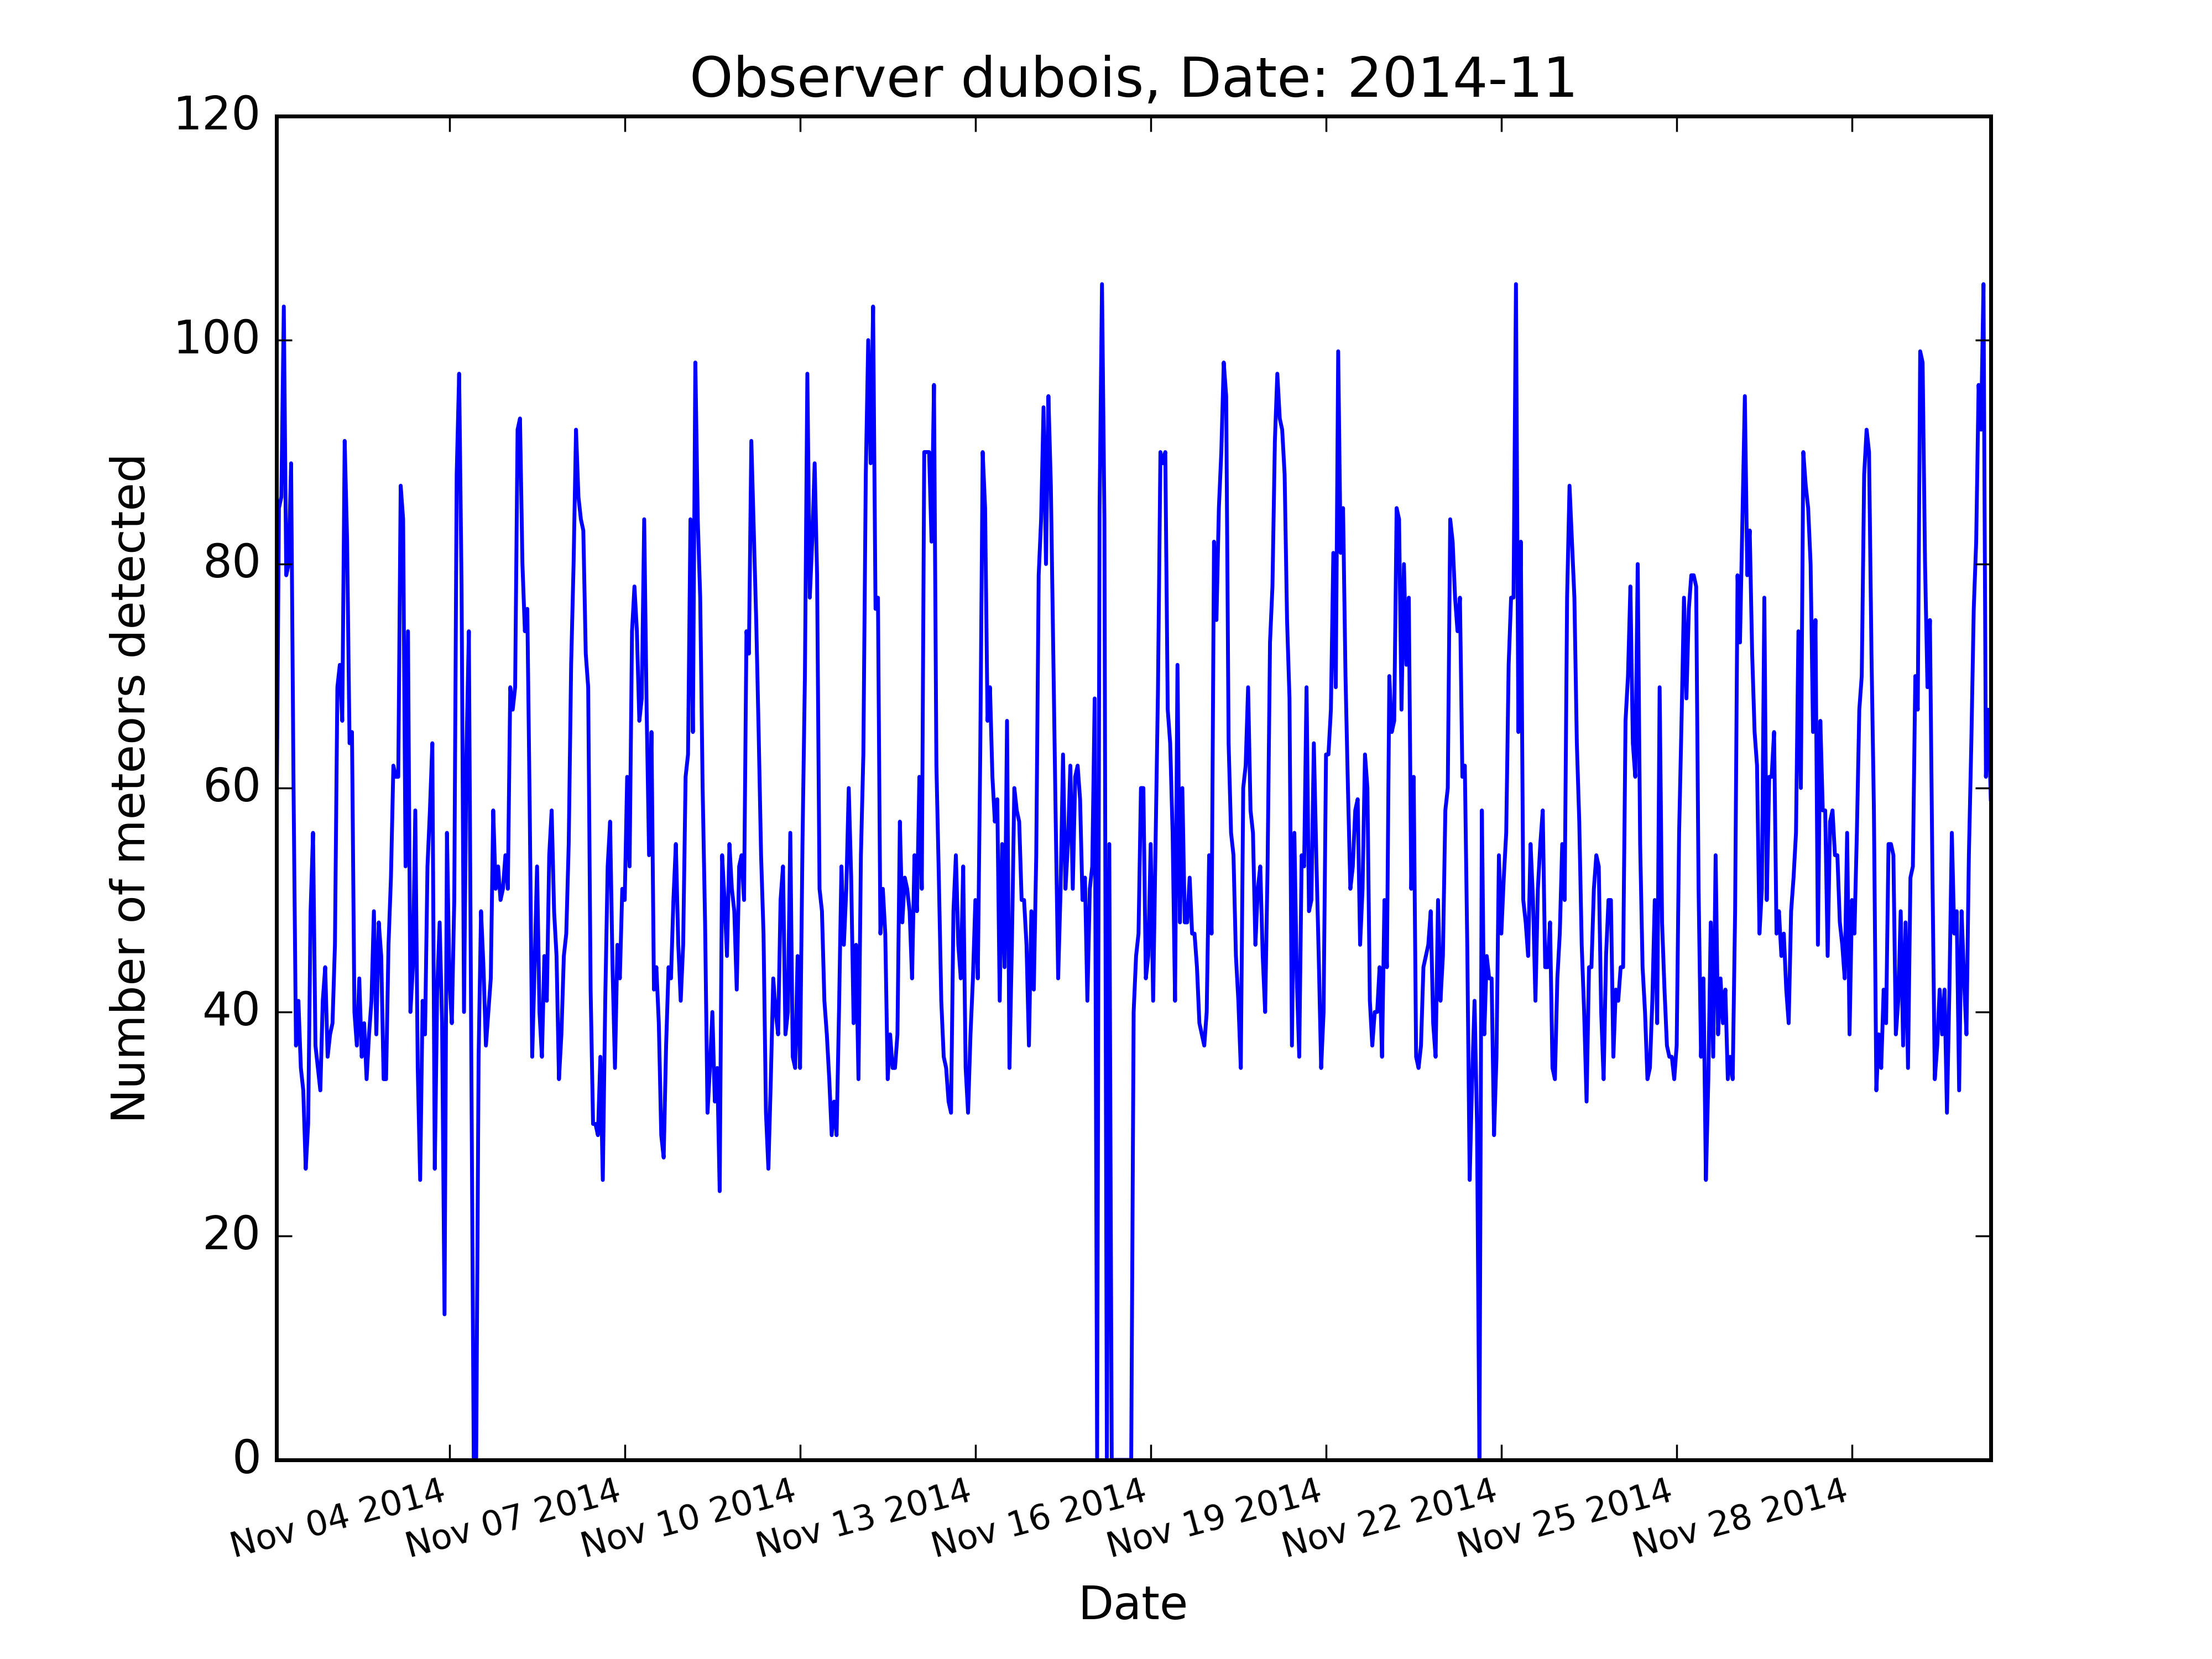 Observer dubois, Date: 2014-11
120
100
80
60
40
20
0
Number of meteors detected
Nov 04 2014
Nov 07 2014
Nov 10 2014
Nov 13 2014
Nov 16 2014
Nov 19 2014
Nov 22 2014
Nov 25 2014
Nov 28 2014
Date